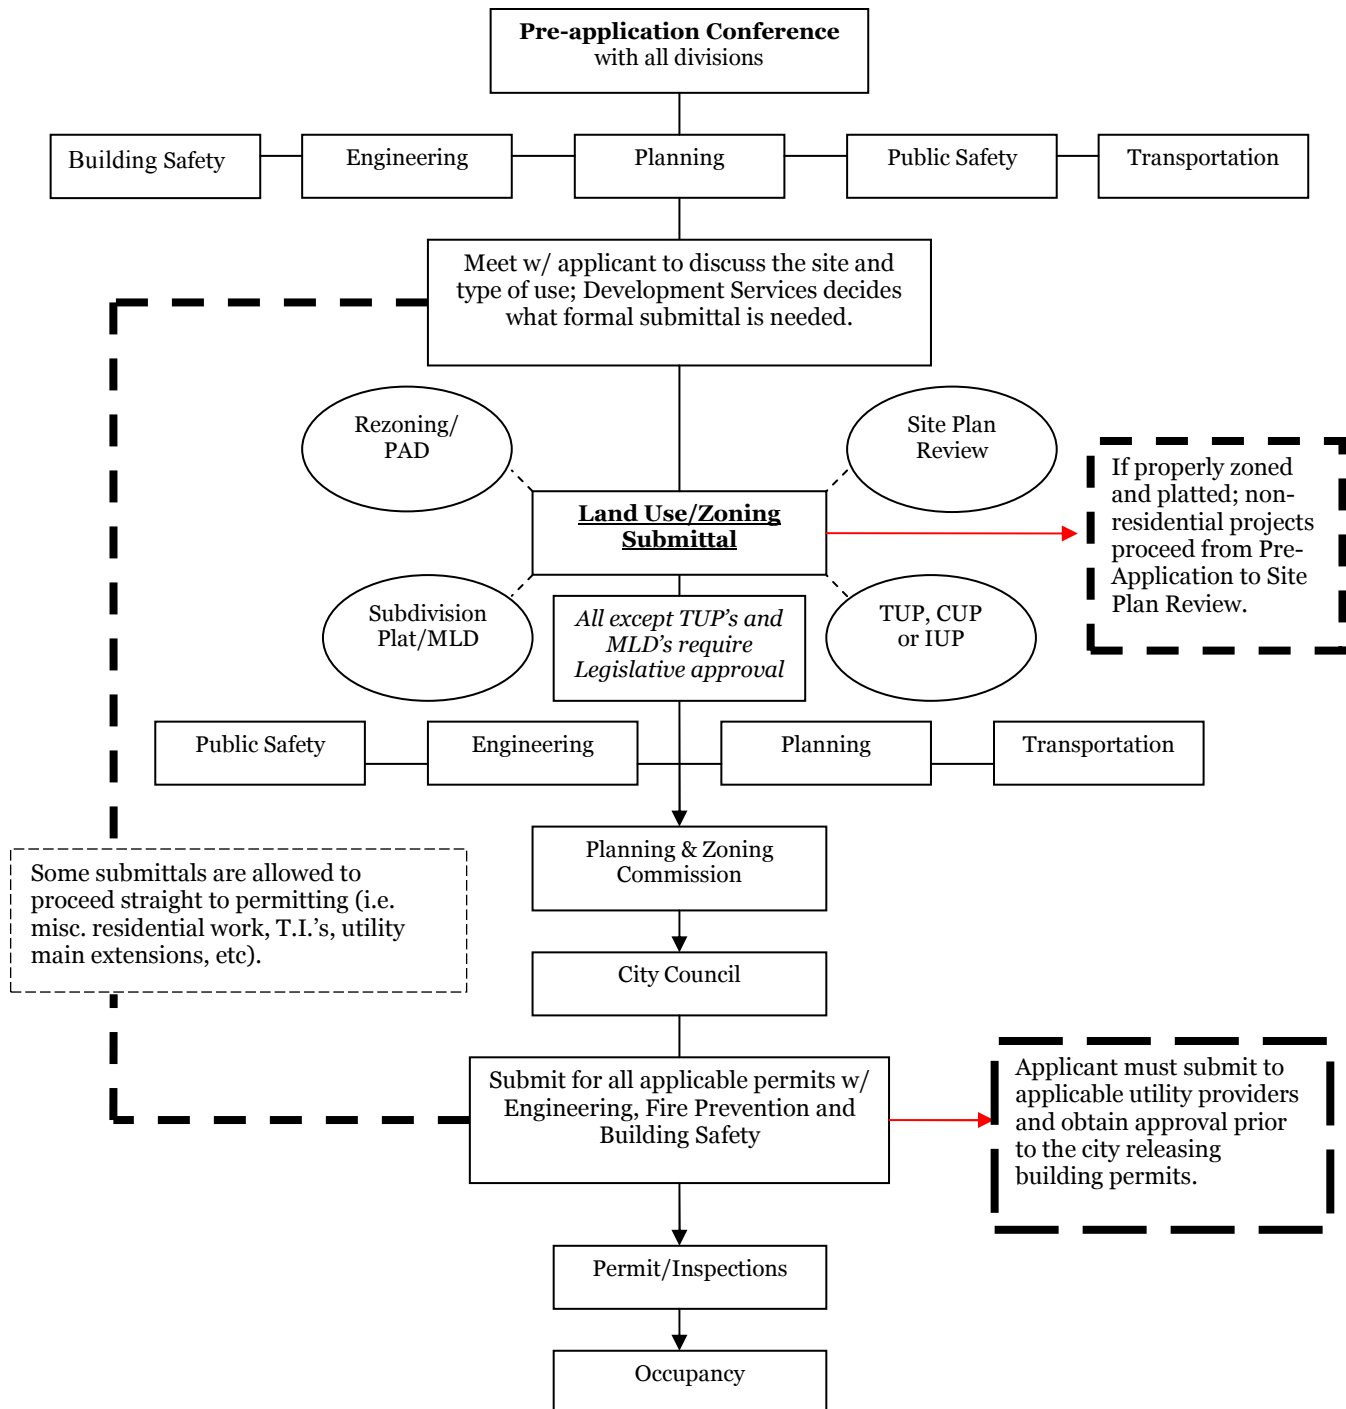 Pre-application Conference
with all divisions
Building Safety
Engineering
Planning
Public Safety
Transportation
Meet w/ applicant to discuss the site and
type of use; Development Services decides
what formal submittal is needed.
Rezoning/
PAD
Site Plan
Review
If properly zoned
and platted; non-
residential projects
proceed from Pre-
Application to Site
Plan Review.
Land Use/Zoning
Submittal
Subdivision
Plat/MLD
All except TUP’s and
MLD’s require
Legislative approval
TUP, CUP
or IUP
Public Safety
Engineering
Planning
Transportation
Planning & Zoning
Commission
Some submittals are allowed to
proceed straight to permitting (i.e.
misc. residential work, T.I.’s, utility
main extensions, etc).
City Council
Submit for all applicable permits w/
Engineering, Fire Prevention and
Building Safety
Applicant must submit to
applicable utility providers
and obtain approval prior
to the city releasing
building permits.
Permit/Inspections
Occupancy